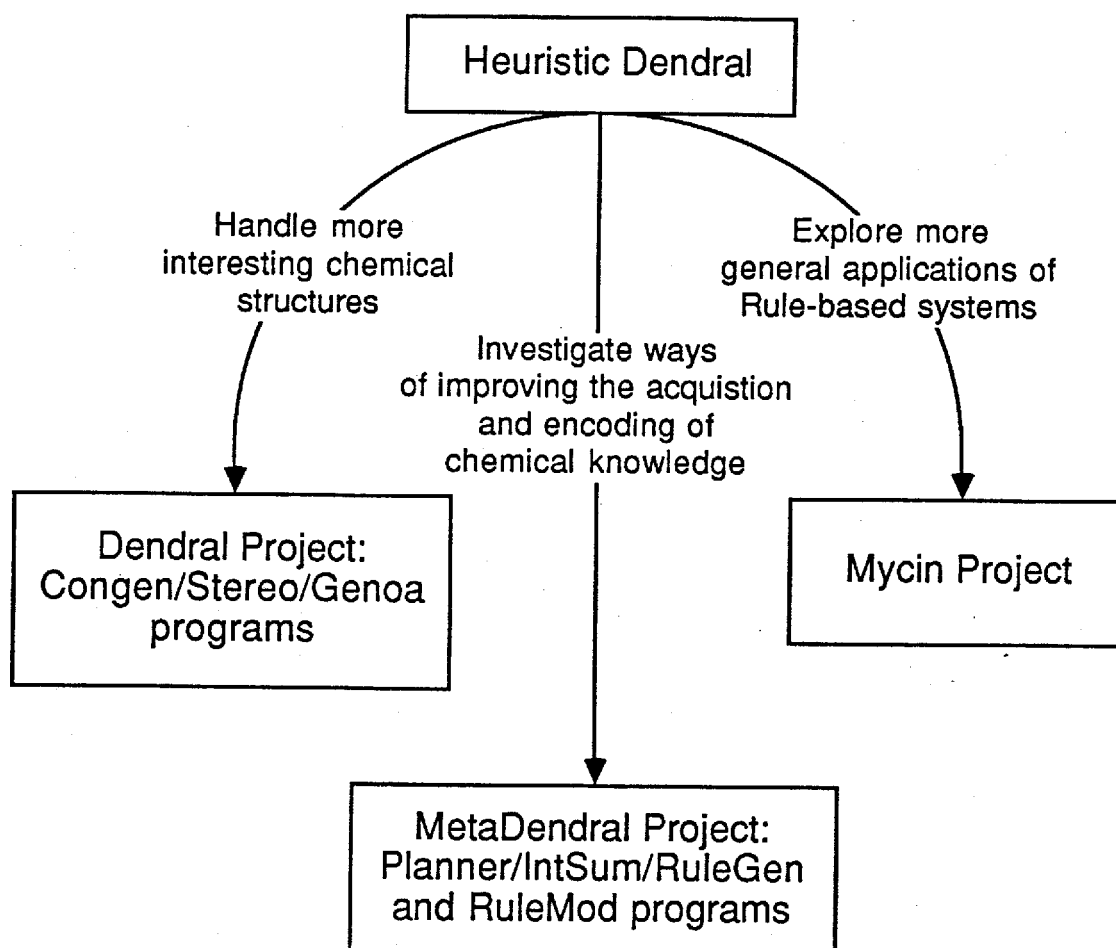 Heuristic Dendral
Handle more
interesting chemical
structures
Explore more
general applications of
Rule-based systems
Investigate ways
of improving the acquistion
and encoding of
chemical knowledge
Dendral Project:
Congen/Stereo/Genoa
programs
Mycin Project
MetaDendral Project:
Planner/IntSum/RuleGen
and RuleMod programs